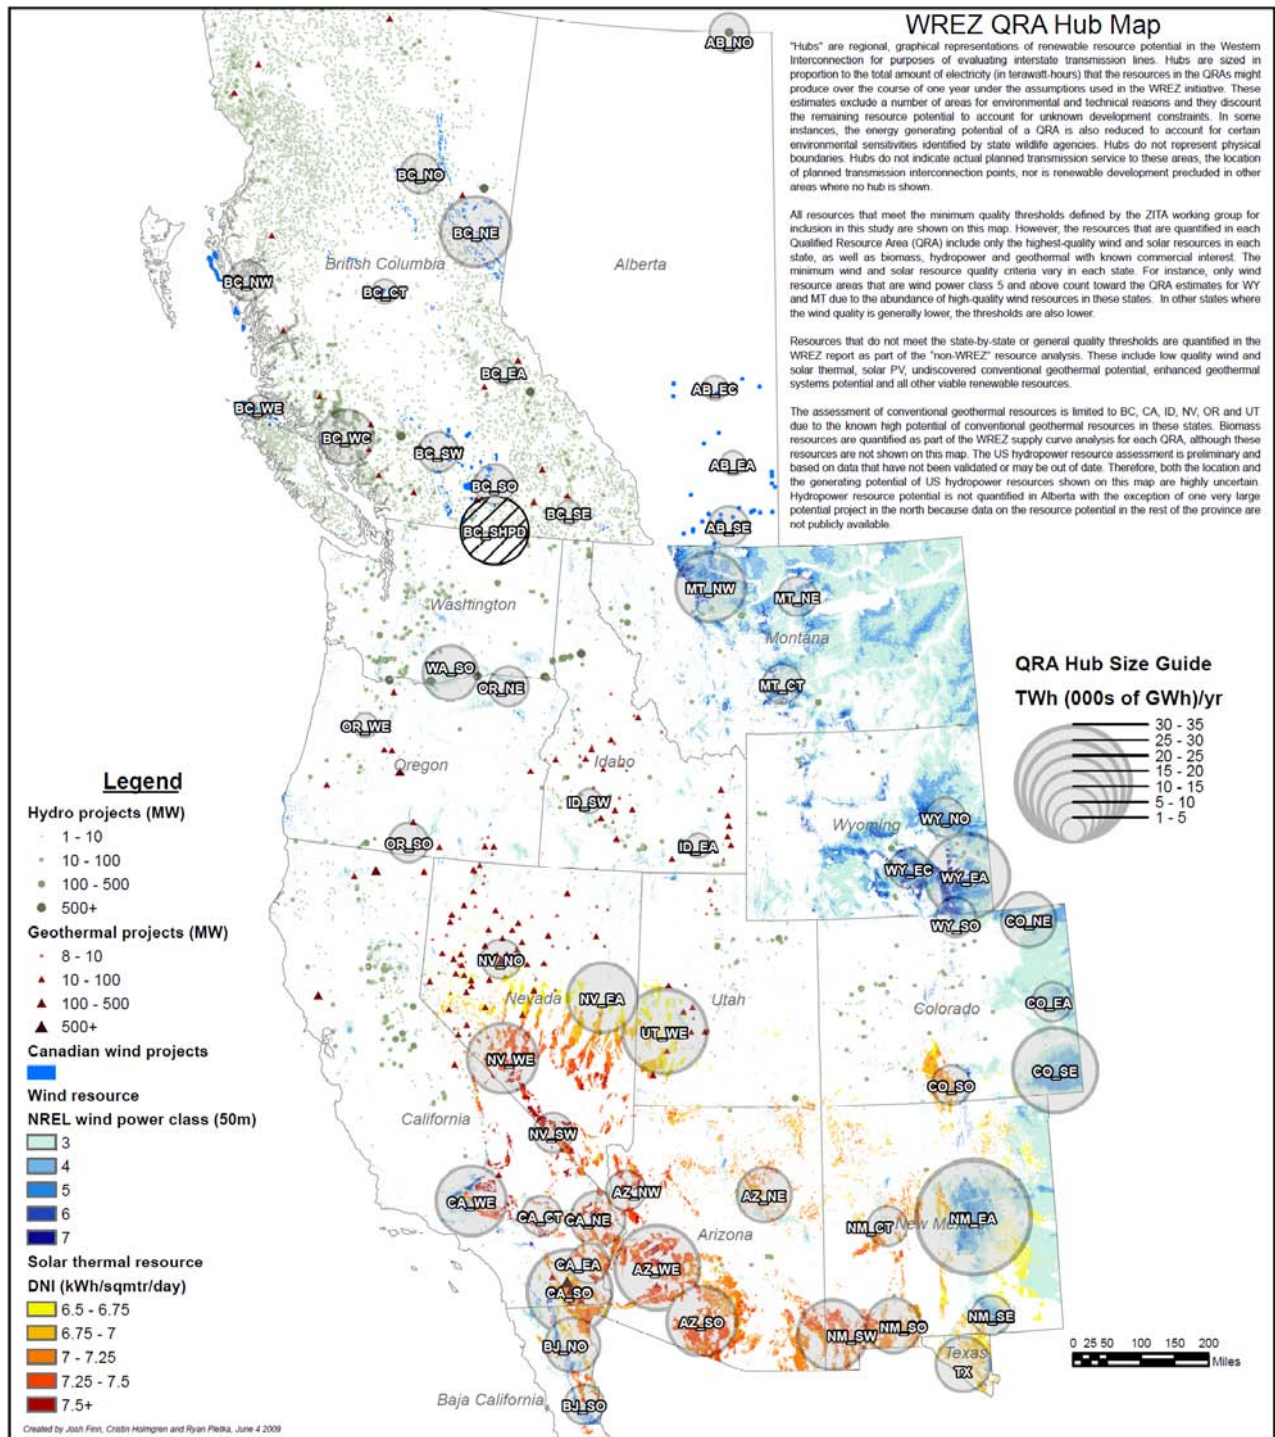 WREZ QRA Hub Map
"Hubs" are regional, graphical representations of renewable resource potential in the Western
Interconnection for purposes of evaluating interstate transmission lines. Hubs are sized in
proportion to the total amount of electricity (in terawatt-hours) that the resources in the QRAs might
produce over the course of one year under the assumptions used in the WREZ initiative. These
estimates exclude a number of areas for environmental and technical reasons and they discount
the remaining resource potential to account for unknown development constraints. In some
instances, the energy generating potential of a QRA is also reduced to account for certain
environmental sensitivities identified by state wildlife agencies. Hubs do not represent physical
boundaries. Hubs do not indicate actual planned transmission service to these areas, the location
of planned transmission interconnection points, nor is renewable development precluded in other
areas where no hub is shown.
All resources that meet the minimum quality thresholds defined by the ZITA working group for
inclusion in this study are shown on this map. However, the resources that are quantified in each
Qualified Resource Area (QRA) include only the highest-quality wind and solar resources in each
state, as well as biomass, hydropower and geothermal with known commercial interest. The
minimum wind and solar resource quality criteria vary in each state. For instance, only wind
resource areas that are wind power class 5 and above count toward the QRA estimates for WY
and MT due to the abundance of high-quality wind resources in these states. In other states where
the wind quality is generally lower, the thresholds are also lower.
Resources that do not meet the state-by-state or general quality thresholds are quantified in the
WREZ report as part of the "non-WREZ" resource analysis. These include low quality wind and
solar thermal, solar PV, undiscovered conventional geothermal potential, enhanced geothermal
systems potential and all other viable renewable resources.
The assessment of conventional geothermal resources is limited to BC, CA, ID, NV, OR and UT
due to the known high potential of conventional geothermal resources in these states. Biomass
resources are quantified as part of the WREZ supply curve analysis for each QRA, although these
resources are not shown on this map. The US hydropower resource assessment is preliminary and
based on data that have not been validated or may be out of date. Therefore, both the location and
the generating potential of US hydropower resources shown on this map are highly uncertain.
Hydropower resource potential is not quantified in Alberta with the exception of one very large
potential project in the north because data on the resource potential in the rest of the province are
not publicly available.
AB_NO
BC_NO
BC_NE
British Columbia
Alberta
BC_NW
BC_CT
BC_EA
AB_EC
BC_WE
BC_WC
BC_SW
AB_EA
BC_SO
BC_SE
AB_SE
BC_SHPD
MT_NW
MT_NE
Washington
Montana
WA_SO
OR_NE
MT_CT
OR_WE
Oregon
Idaho
ID_SW
WY_NO
Wyoming
OR_SO
ID_EA
WY_EC
WY_EA
WY_SO
CO_NE
NV_NO
Nevada
NV_EA
Utah
Colorado
CO_EA
UT_WE
NV_WE
CO_SE
CO_SO
California
NV_SW
CA_WE
AZ_NW
AZ_NE
CA_CT
CA_NE
Arizona
NM_CT
New Mexico
NM_EA
CA_EA
AZ_WE
CA_SO
AZ_SO
NM_SW
NM_SO
NM_SE
BJ_NO
Texas
TX
Baja California
BJ_SO
QRA Hub Size Guide
TWh (000s of GWh)/yr
30 - 35
25 - 30
20 - 25
15 - 20
10 - 15
5 - 10
1 - 5
Legend
Hydro projects (MW)
1 - 10
10 - 100
100 - 500
500+
Geothermal projects (MW)
8 - 10
10 - 100
100 - 500
500+
Canadian wind projects
Wind resource
NREL wind power class (50m)
3
4
5
6
7
Solar thermal resource
DNI (kWh/sqmtr/day)
6.5 - 6.75
6.75 - 7
7 - 7.25
7.25 - 7.5
7.5+
0 25 50 100 150 200
Miles
Created by Josh Finn, Cristin Holmgren and Ryan Pletka, June 4 2009